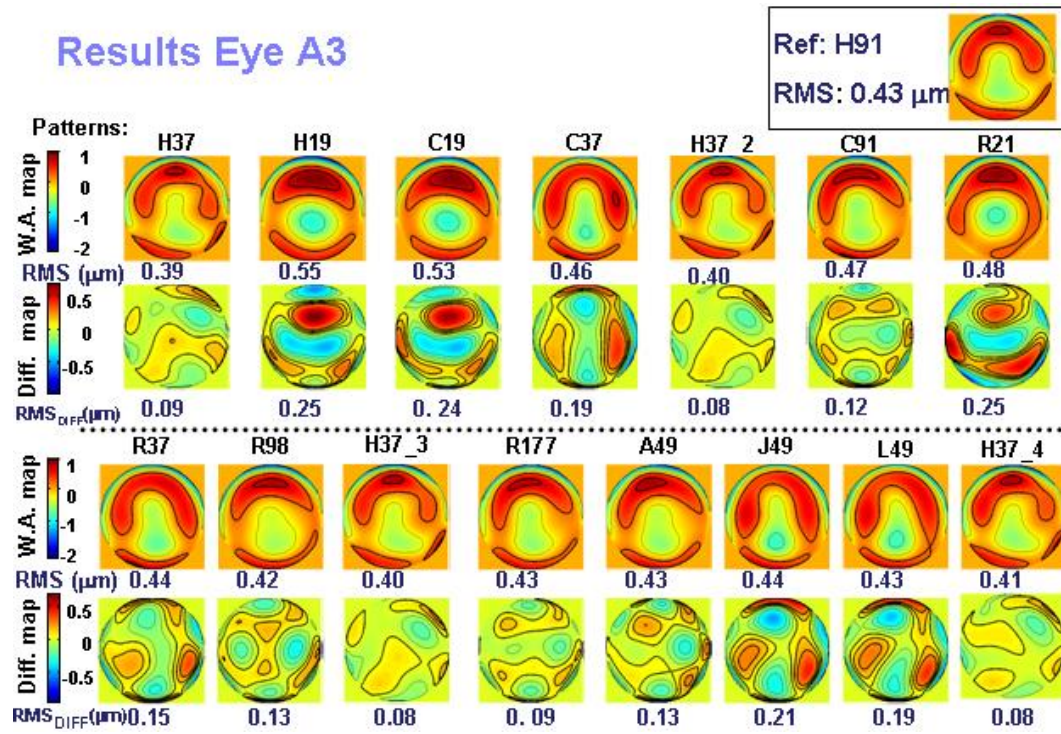 Results Eye A3
Ref: H91
RMS: 0.43 μm
Patterns:
H37 H19 C19 C37 H37_2 C91 R21
W.A. map
1
0
-1
-2
RMS (μm) 0.39 0.55 0.53 0.46 0.40 0.47 0.48
Diff. map
0.5
0
-0.5
RMSDIFF(μm) 0.09 0.25 0. 24 0.19 0.08 0.12 0.25
R37 R98 H37_3 R177 A49 J49 L49 H37_4
W.A. map
1
0
-1
-2
RMS (μm) 0.44 0.42 0.40 0.43 0.43 0.44 0.43 0.41
Diff. map
0.5
0
-0.5
RMSDIFF(μm) 0.15 0.13 0.08 0. 09 0.13 0.21 0.19 0.08